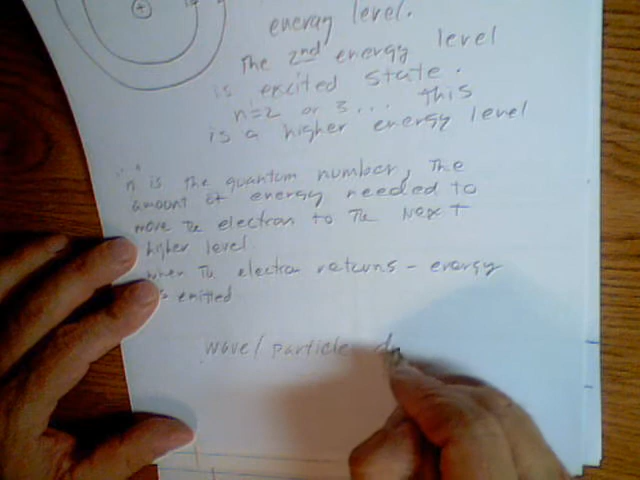 +
energy level.
The 2nd energy level
is excited state.
n=2 or 3... This
is a higher energy level
"n" is the quantum number, The
amount of energy needed to
move the electron to the next
higher level.
when the electron returns - energy
is emitted
wave/particle